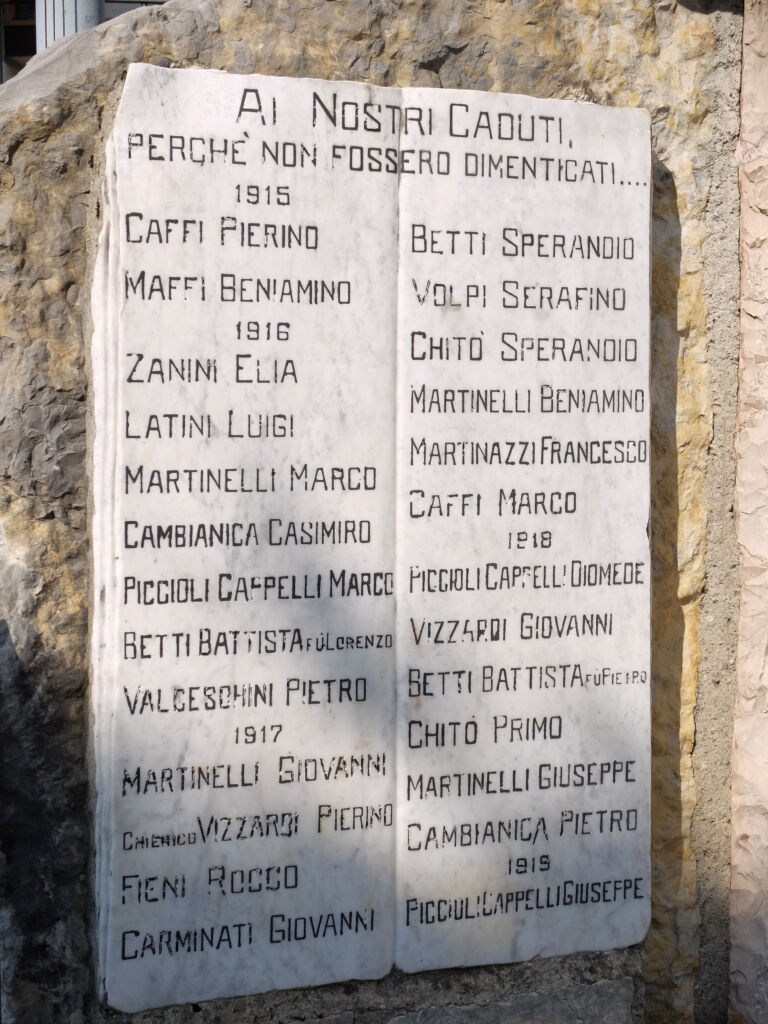 AI NOSTRI CADUTI,
PERCHÈ NON FOSSERO DIMENTICATI....
1915
CAFFI PIERINO
MAFFI BENIAMINO
1916
ZANINI ELIA
LATINI LUIGI
MARTINELLI MARCO
CAMBIANICA CASIMIRO
PICCIOLI CAPPELLI MARCO
BETTI BATTISTA FU LORENZO
VALCESCHINI PIETRO
1917
MARTINELLI GIOVANNI
CHIERICO VIZZARDI PIERINO
FIENI ROCCO
CARMINATI GIOVANNI
BETTI SPERANDIO
VOLPI SERAFINO
CHITÒ SPERANDIO
MARTINELLI BENIAMINO
MARTINAZZI FRANCESCO
CAFFI MARCO
1918
PICCIOLI CAPPELLI DIOMEDE
VIZZARDI GIOVANNI
BETTI BATTISTA FU PIETRO
CHITÒ PRIMO
MARTINELLI GIUSEPPE
CAMBIANICA PIETRO
1919
PICCIULI CAPPELLI GIUSEPPE